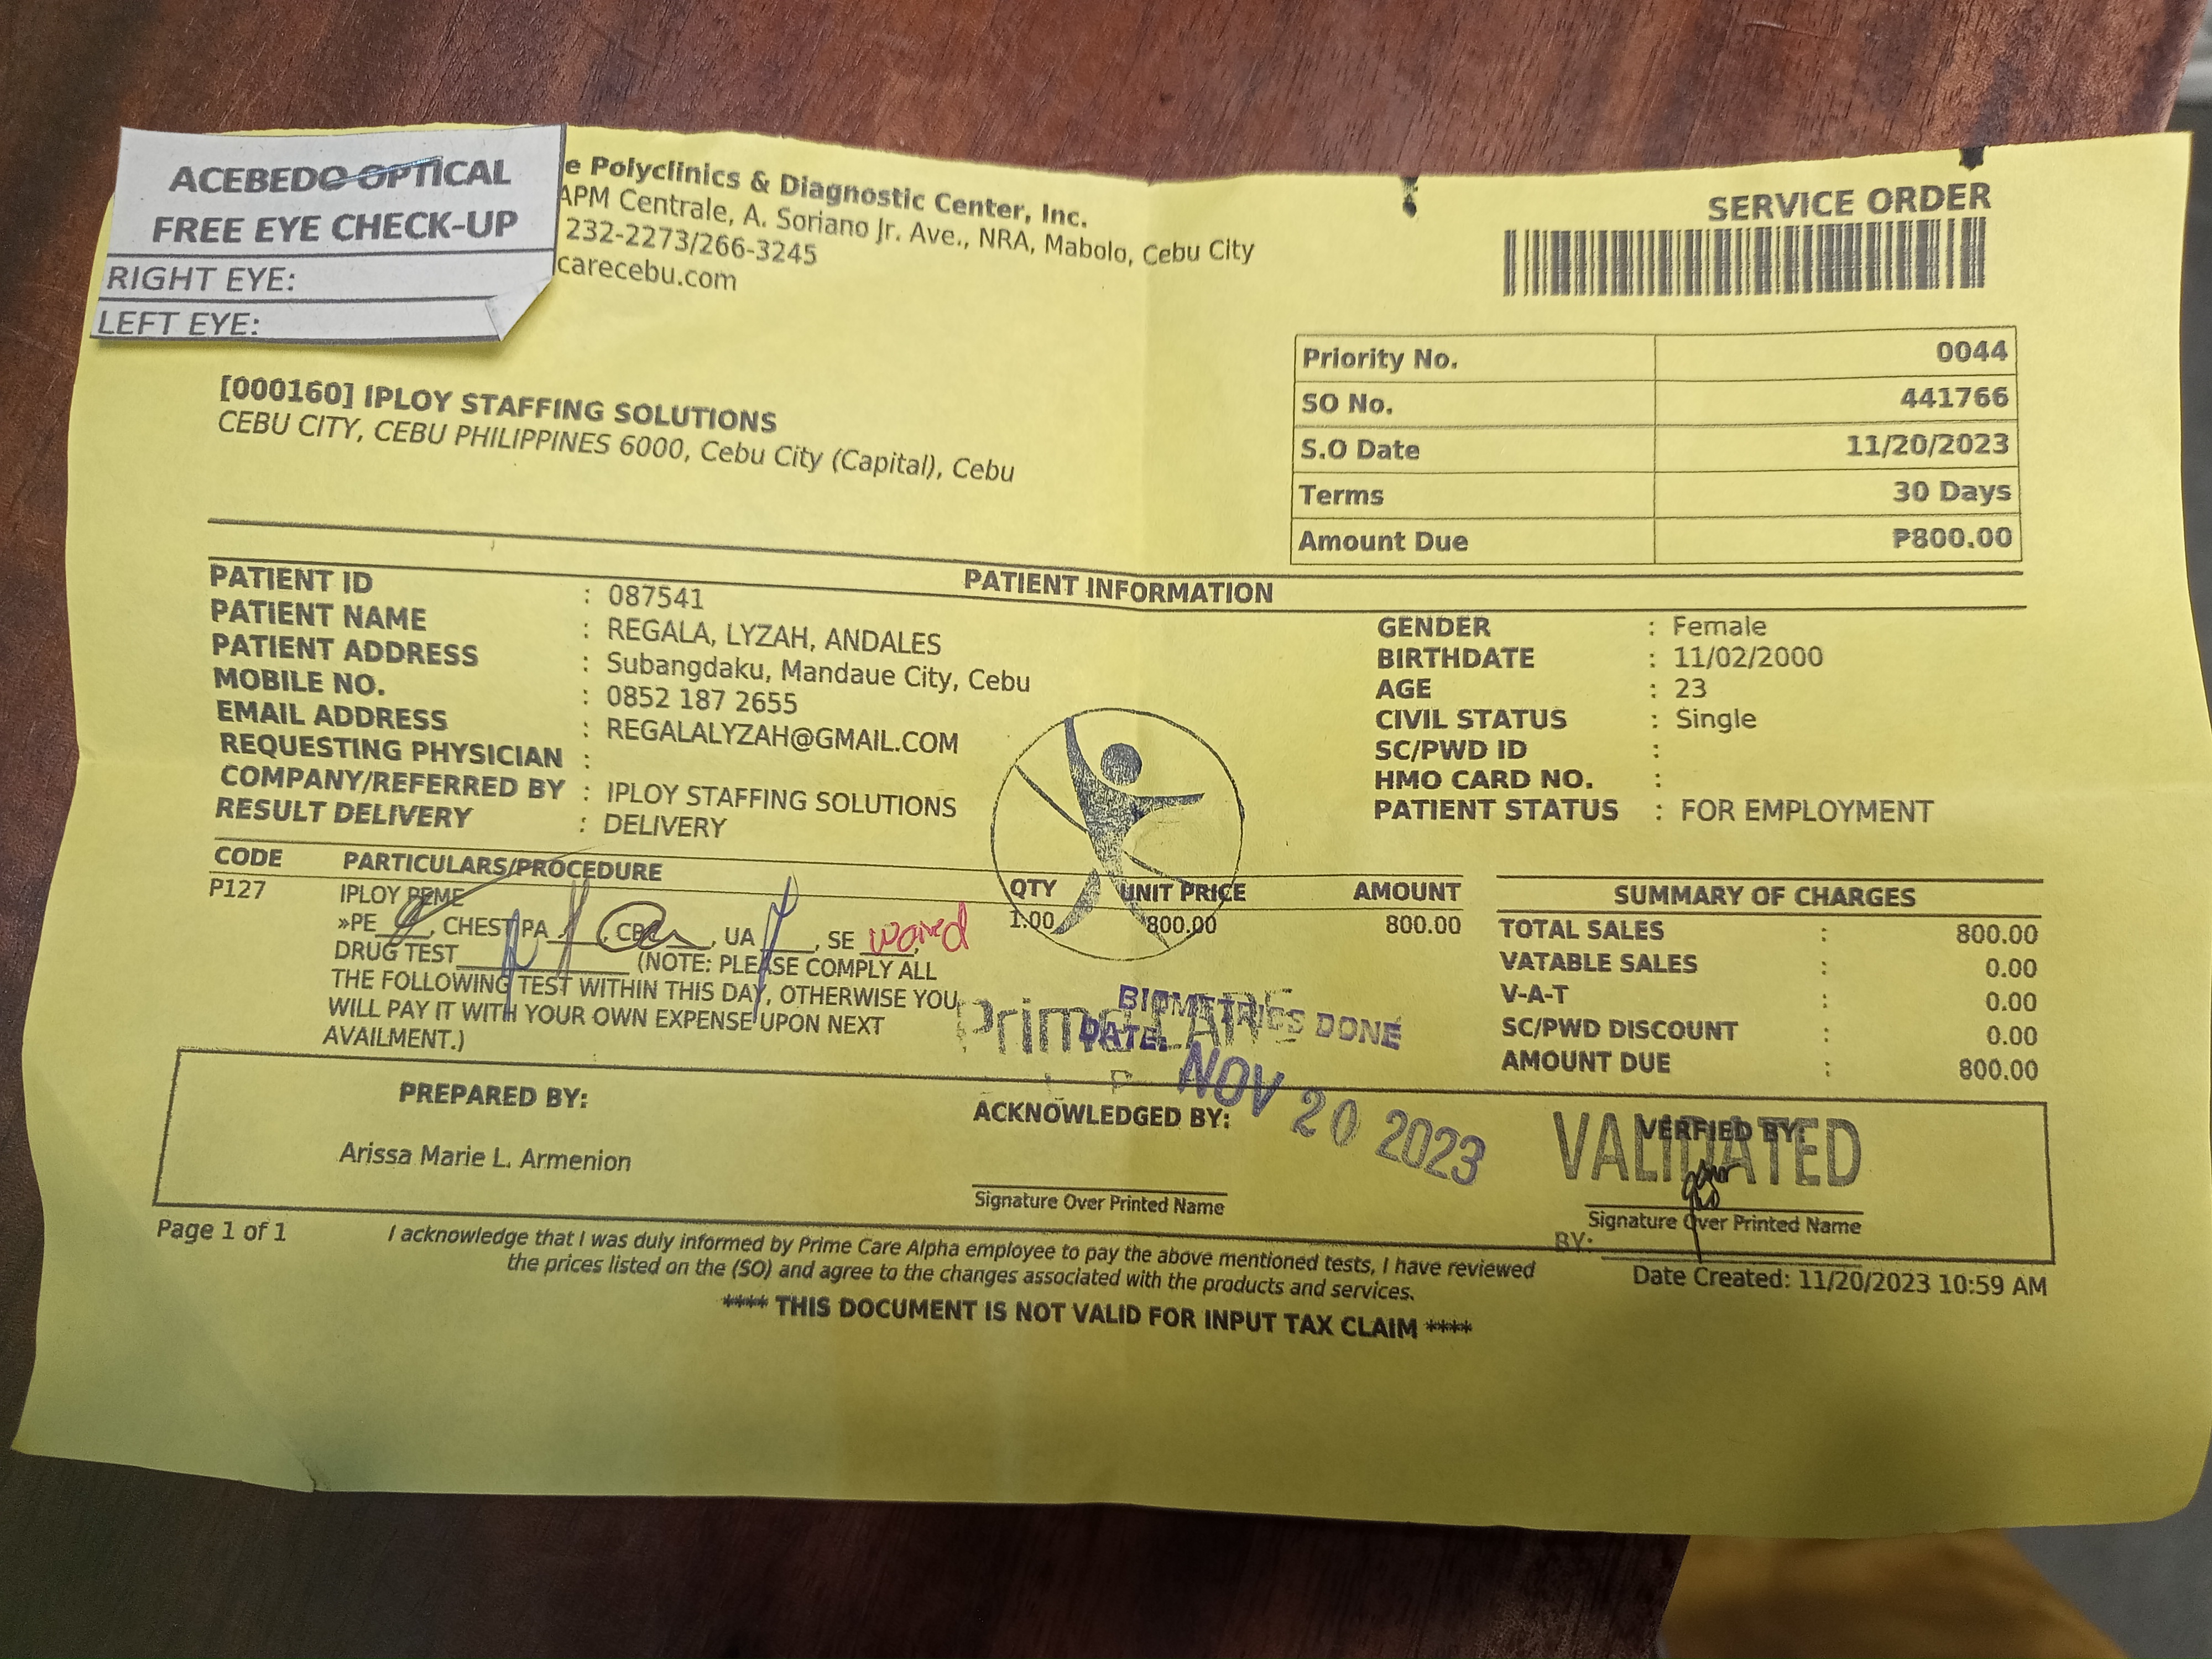 ACEBEDO OPTICAL
FREE EYE CHECK-UP
RIGHT EYE:
LEFT EYE:
e Polyclinics & Diagnostic Center, Inc.
APM Centrale, A. Soriano Jr. Ave., NRA, Mabolo, Cebu City
232-2273/266-3245
carecebu.com
SERVICE ORDER
Priority No. 0044
SO No. 441766
S.O Date 11/20/2023
Terms 30 Days
Amount Due ₱800.00
[000160] IPLOY STAFFING SOLUTIONS
CEBU CITY, CEBU PHILIPPINES 6000, Cebu City (Capital), Cebu
PATIENT INFORMATION
PATIENT ID : 087541
PATIENT NAME : REGALA, LYZAH, ANDALES
PATIENT ADDRESS : Subangdaku, Mandaue City, Cebu
MOBILE NO. : 0852 187 2655
EMAIL ADDRESS : REGALALYZAH@GMAIL.COM
REQUESTING PHYSICIAN :
COMPANY/REFERRED BY : IPLOY STAFFING SOLUTIONS
RESULT DELIVERY : DELIVERY
GENDER : Female
BIRTHDATE : 11/02/2000
AGE : 23
CIVIL STATUS : Single
SC/PWD ID :
HMO CARD NO. :
PATIENT STATUS : FOR EMPLOYMENT
CODE PARTICULARS/PROCEDURE QTY UNIT PRICE AMOUNT
P127 IPLOY PEME 1.00 800.00 800.00
»PE____, CHEST PA____, CBC____, UA____, SE waived
DRUG TEST____ (NOTE: PLEASE COMPLY ALL
THE FOLLOWING TEST WITHIN THIS DAY, OTHERWISE YOU
WILL PAY IT WITH YOUR OWN EXPENSE UPON NEXT
AVAILMENT.)
SUMMARY OF CHARGES
TOTAL SALES : 800.00
VATABLE SALES : 0.00
V-A-T : 0.00
SC/PWD DISCOUNT : 0.00
AMOUNT DUE : 800.00
Prime CARE
BIOMETRICS DONE
DATE:
NOV 20 2023
PREPARED BY:
Arissa Marie L. Armenion
ACKNOWLEDGED BY:
Signature Over Printed Name
VERFIED BY:
VALIDATED
Signature Over Printed Name
BY:
Page 1 of 1
I acknowledge that I was duly informed by Prime Care Alpha employee to pay the above mentioned tests, I have reviewed
the prices listed on the (SO) and agree to the changes associated with the products and services.
Date Created: 11/20/2023 10:59 AM
**** THIS DOCUMENT IS NOT VALID FOR INPUT TAX CLAIM ****